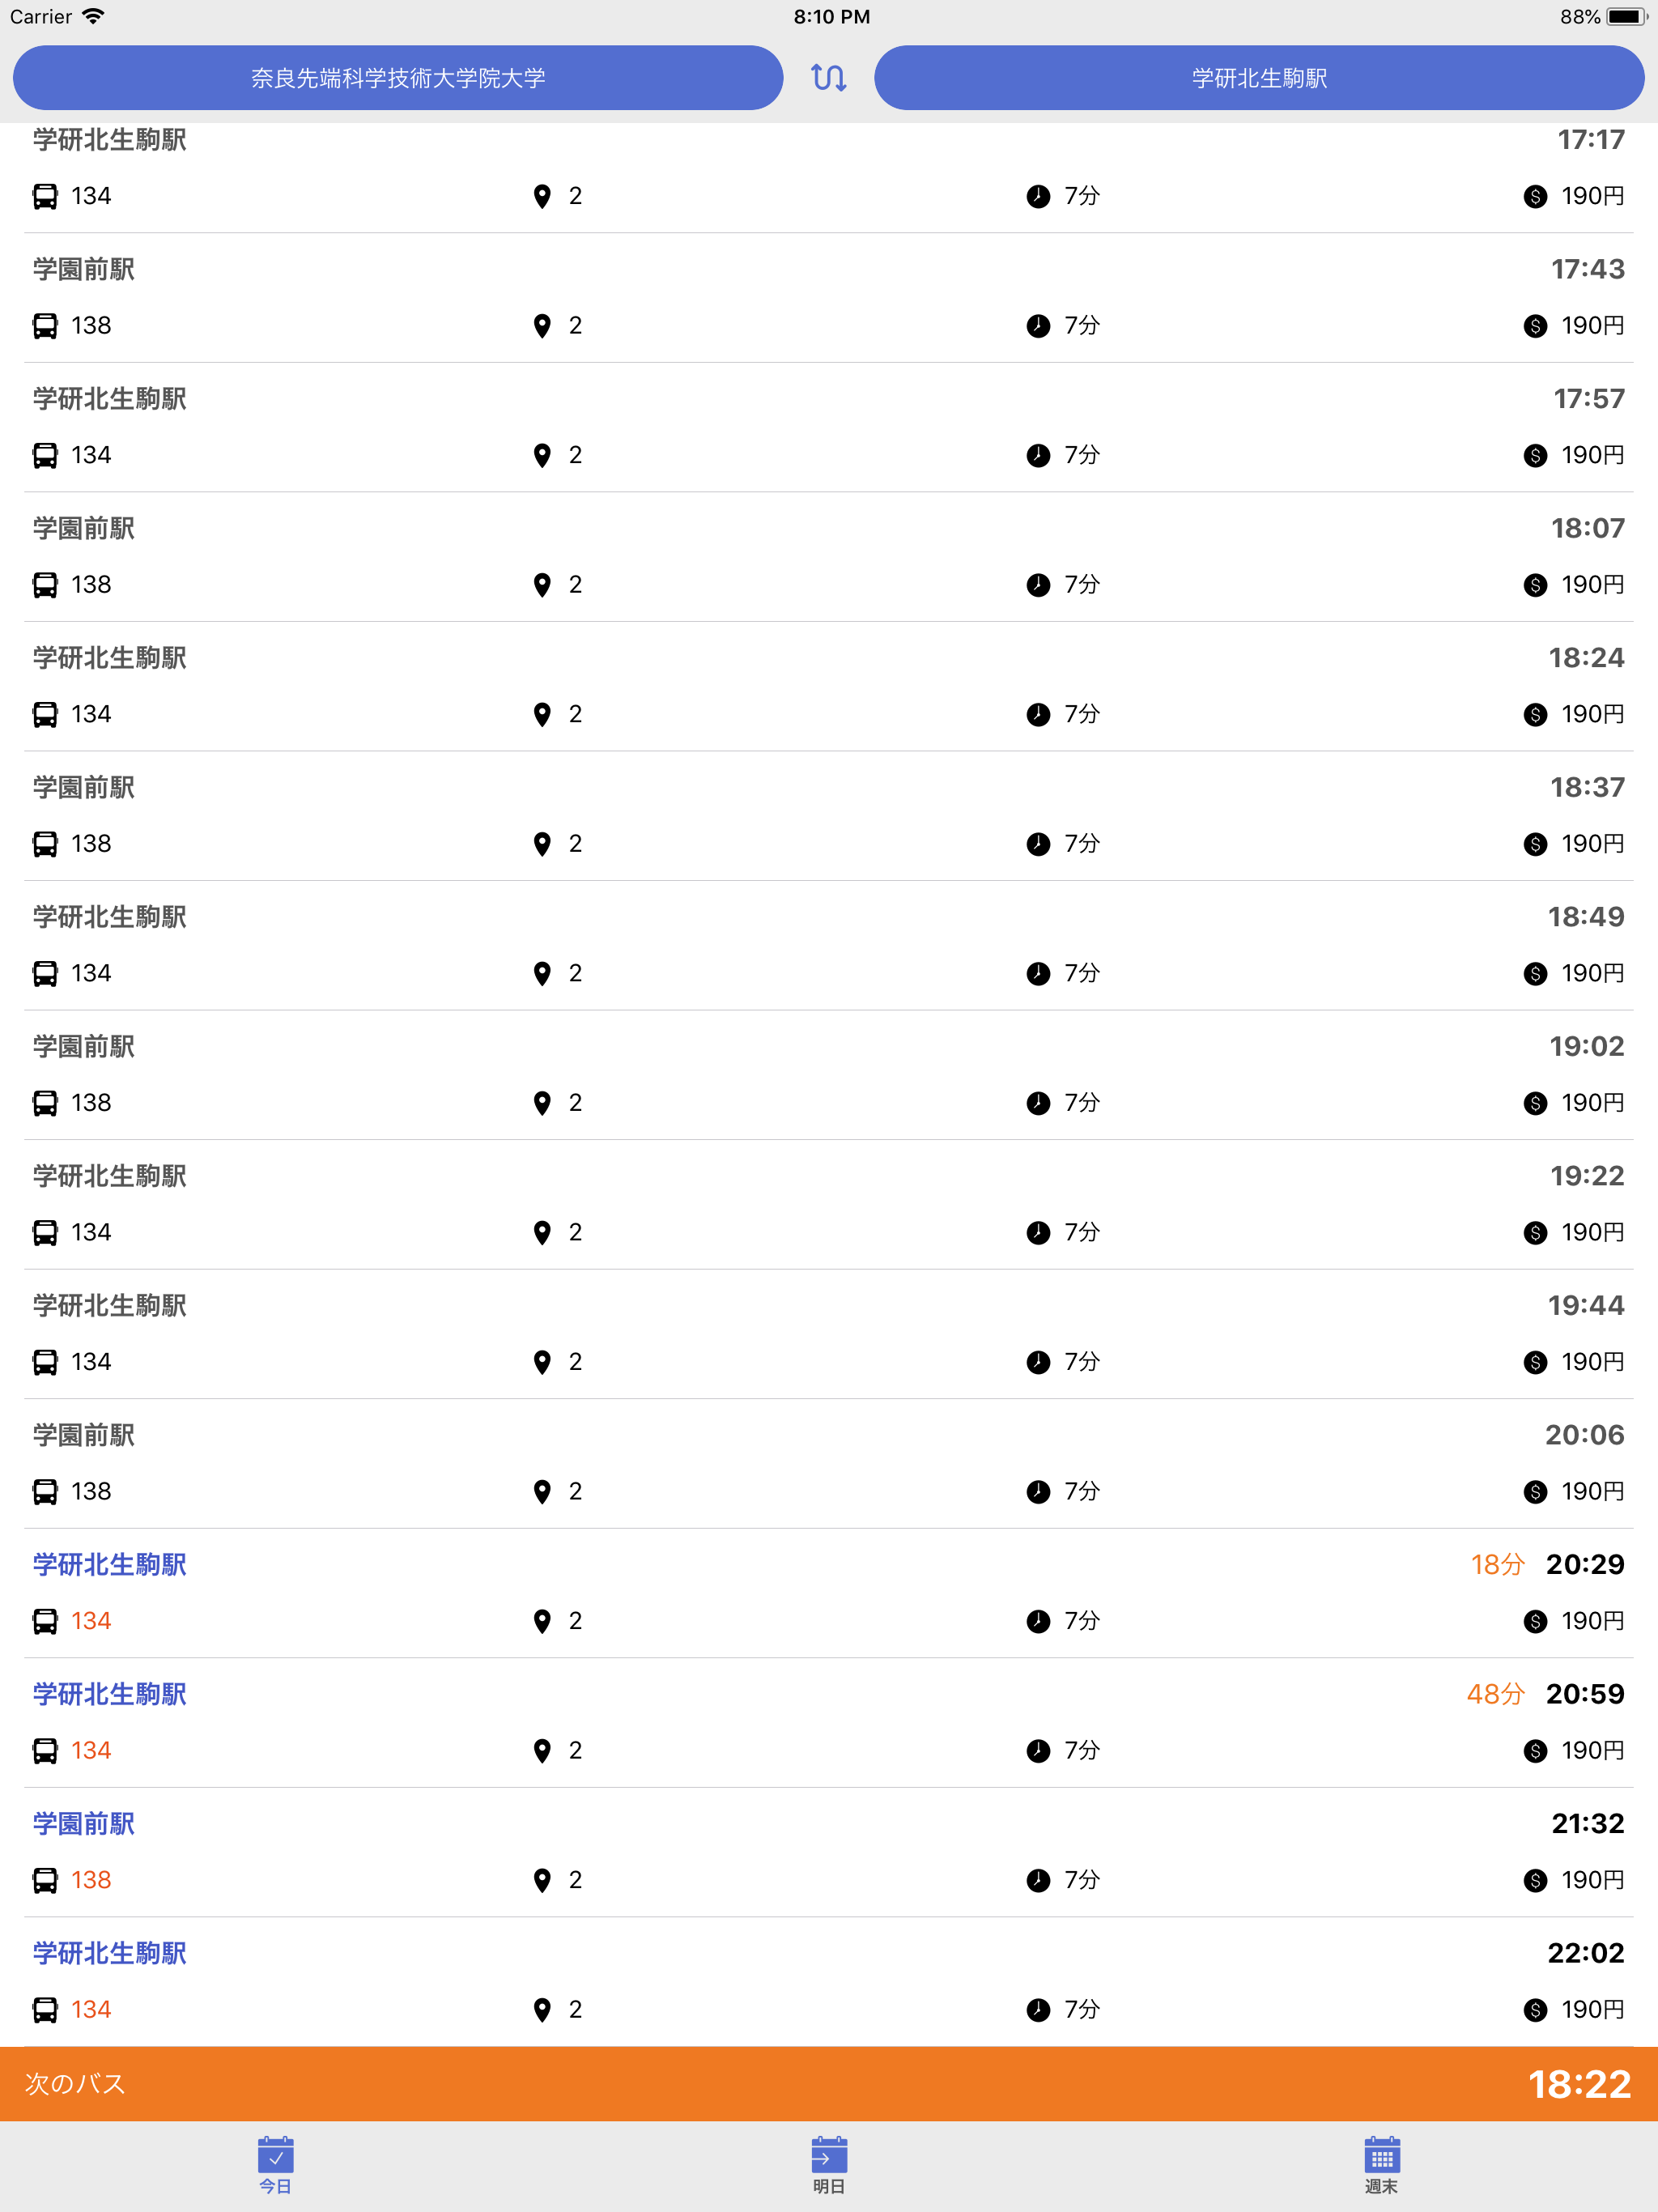 Carrier 8:10 PM 88%
奈良先端科学技術大学院大学 学研北生駒駅
学研北生駒駅 17:17
134 2 7分 190円
学園前駅 17:43
138 2 7分 190円
学研北生駒駅 17:57
134 2 7分 190円
学園前駅 18:07
138 2 7分 190円
学研北生駒駅 18:24
134 2 7分 190円
学園前駅 18:37
138 2 7分 190円
学研北生駒駅 18:49
134 2 7分 190円
学園前駅 19:02
138 2 7分 190円
学研北生駒駅 19:22
134 2 7分 190円
学研北生駒駅 19:44
134 2 7分 190円
学園前駅 20:06
138 2 7分 190円
学研北生駒駅 18分 20:29
134 2 7分 190円
学研北生駒駅 48分 20:59
134 2 7分 190円
学園前駅 21:32
138 2 7分 190円
学研北生駒駅 22:02
134 2 7分 190円
次のバス 18:22
今日 明日 週末